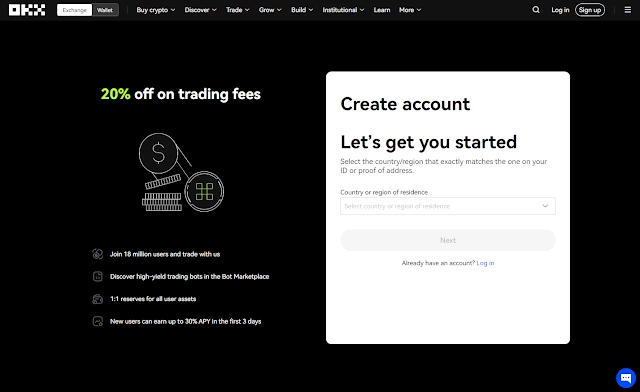 OKX
Exchange
Wallet
Buy crypto
Discover
Trade
Grow
Build
Institutional
Learn
More
Log in
Sign up
20% off on trading fees
Join 18 million users and trade with us
Discover high-yield trading bots in the Bot Marketplace
1:1 reserves for all user assets
New users can earn up to 30% APY in the first 3 days
Create account
Let's get you started
Select the country/region that exactly matches the one on your
ID or proof of address.
Country or region of residence
Select country or region of residence
Next
Already have an account? Log in